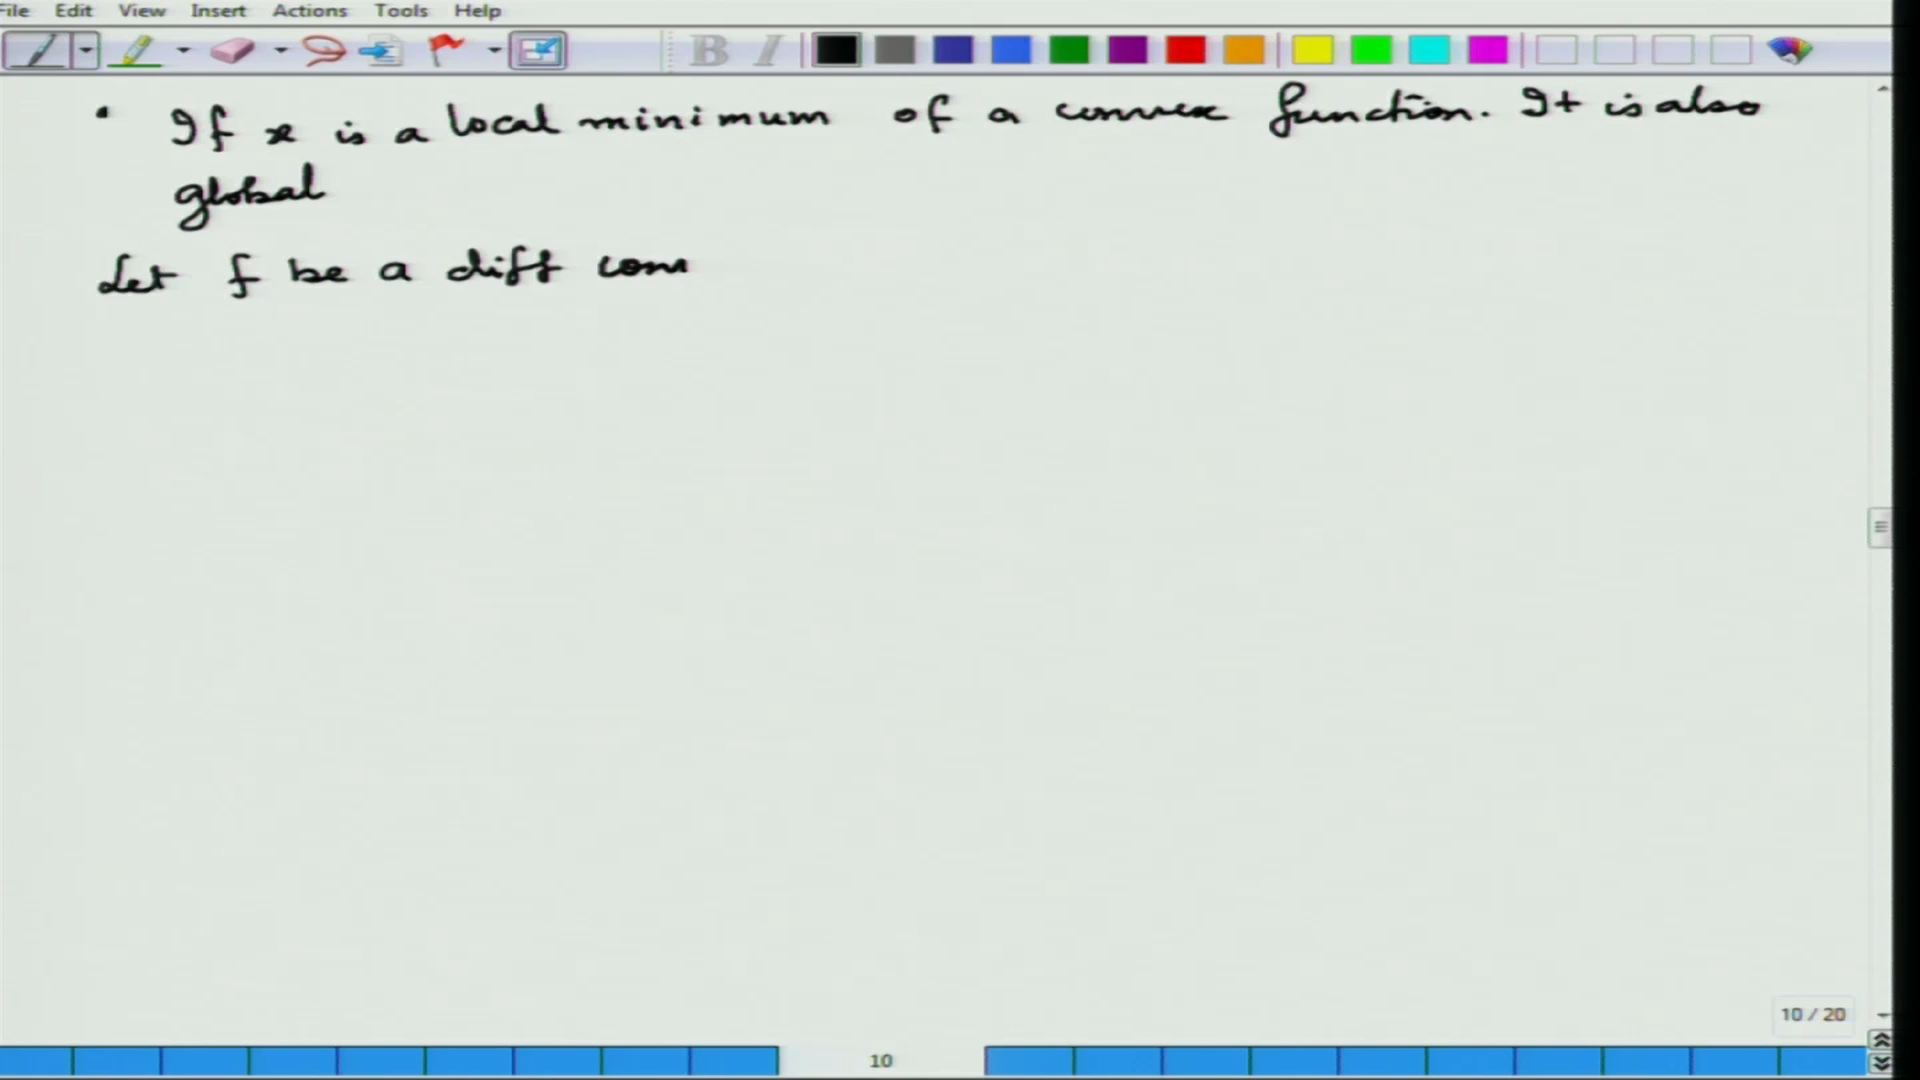 File Edit View Insert Actions Tools Help
B I
• If x is a local minimum of a convex function. It is also
global
Let f be a diff conv
10 / 20
10